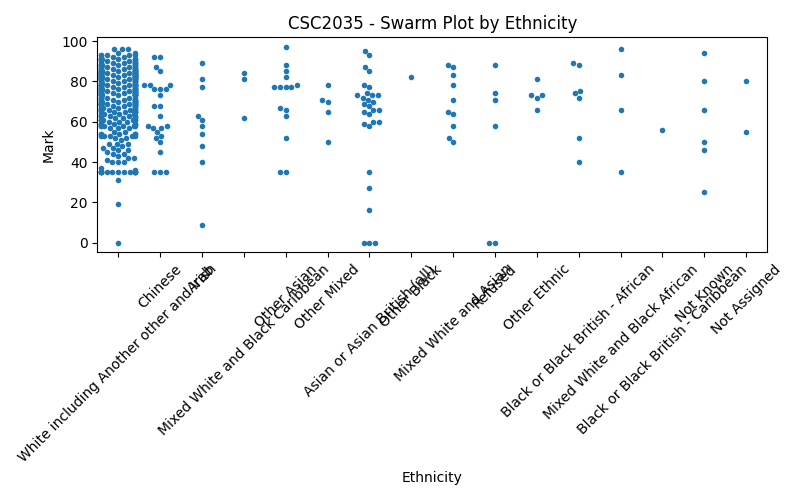 CSC2035 - Swarm Plot by Ethnicity
Mark
100
80
60
40
20
0
White including Another other and Irish
Chinese
Arab
Mixed White and Black Caribbean
Other Asian
Other Mixed
Asian or Asian British (all)
Other Black
Mixed White and Asian
Refused
Other Ethnic
Black or Black British - African
Mixed White and Black African
Black or Black British - Caribbean
Not Known
Not Assigned
Ethnicity